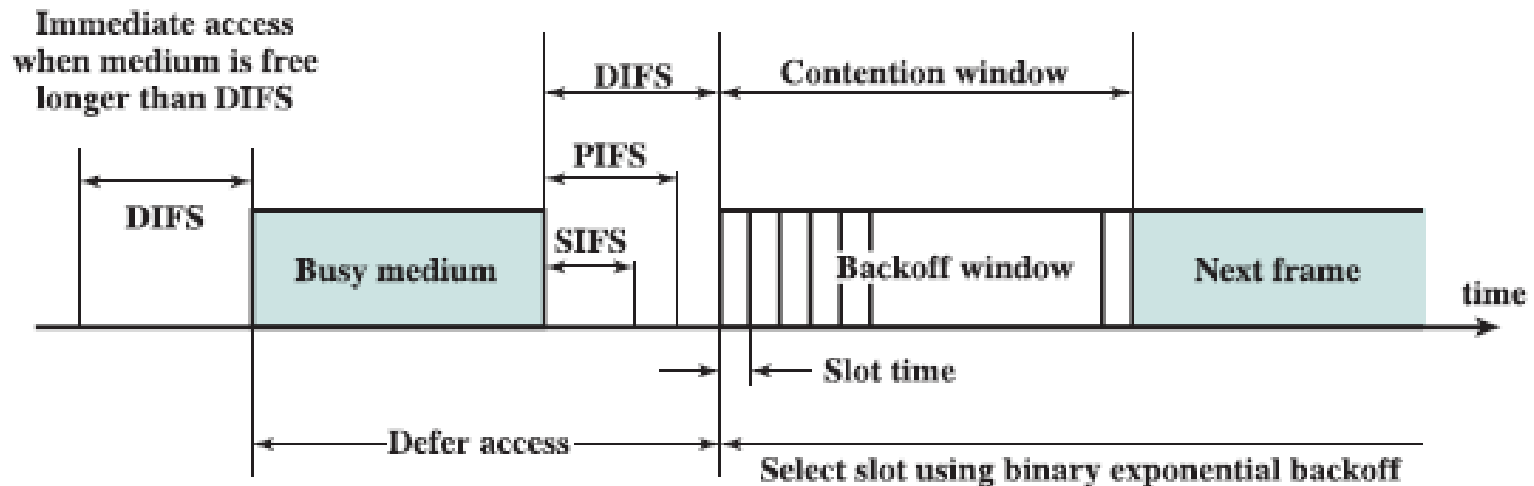 Immediate access
when medium is free
longer than DIFS
DIFS
Contention window
PIFS
DIFS
SIFS
Busy medium
Backoff window
Next frame
time
Slot time
Defer access
Select slot using binary exponential backoff